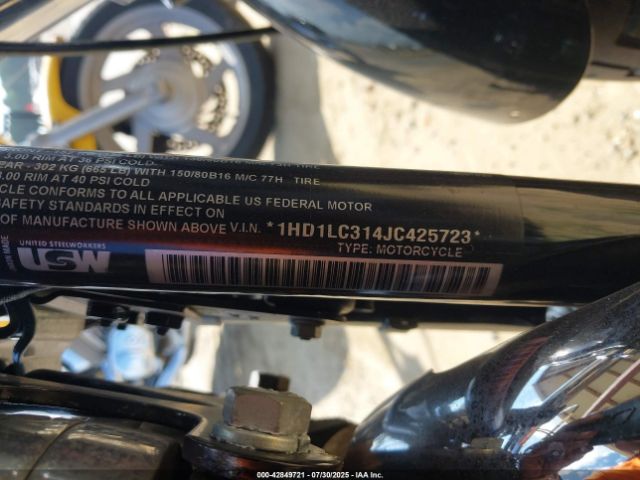 3.00 RIM AT 36 PSI COLD
EAR - 302 KG (665 LB) WITH 150/80B16 M/C 77H TIRE
3.00 RIM AT 40 PSI COLD
CLE CONFORMS TO ALL APPLICABLE US FEDERAL MOTOR
SAFETY STANDARDS IN EFFECT ON
OF MANUFACTURE SHOWN ABOVE V.I.N. *1HD1LC314JC425723*
TYPE: MOTORCYCLE
MADE
UNITED STEELWORKERS
USW
000-42849721 - 07/30/2025 - IAA Inc.